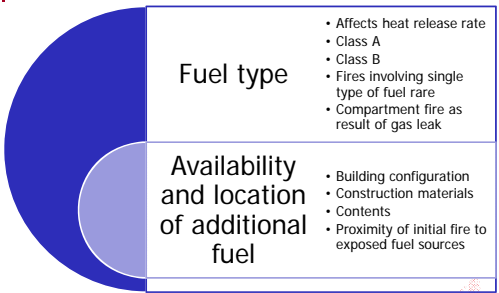 Fuel type
• Affects heat release rate
• Class A
• Class B
• Fires involving single
type of fuel rare
• Compartment fire as
result of gas leak
Availability
and location
of additional
fuel
• Building configuration
• Construction materials
• Contents
• Proximity of initial fire to
exposed fuel sources